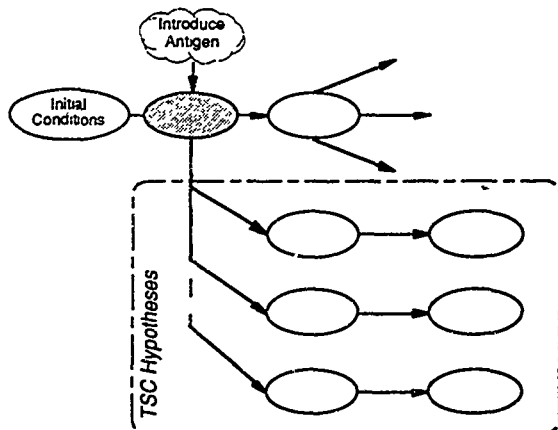 Introduce
Antigen
Initial
Conditions
TSC Hypotheses